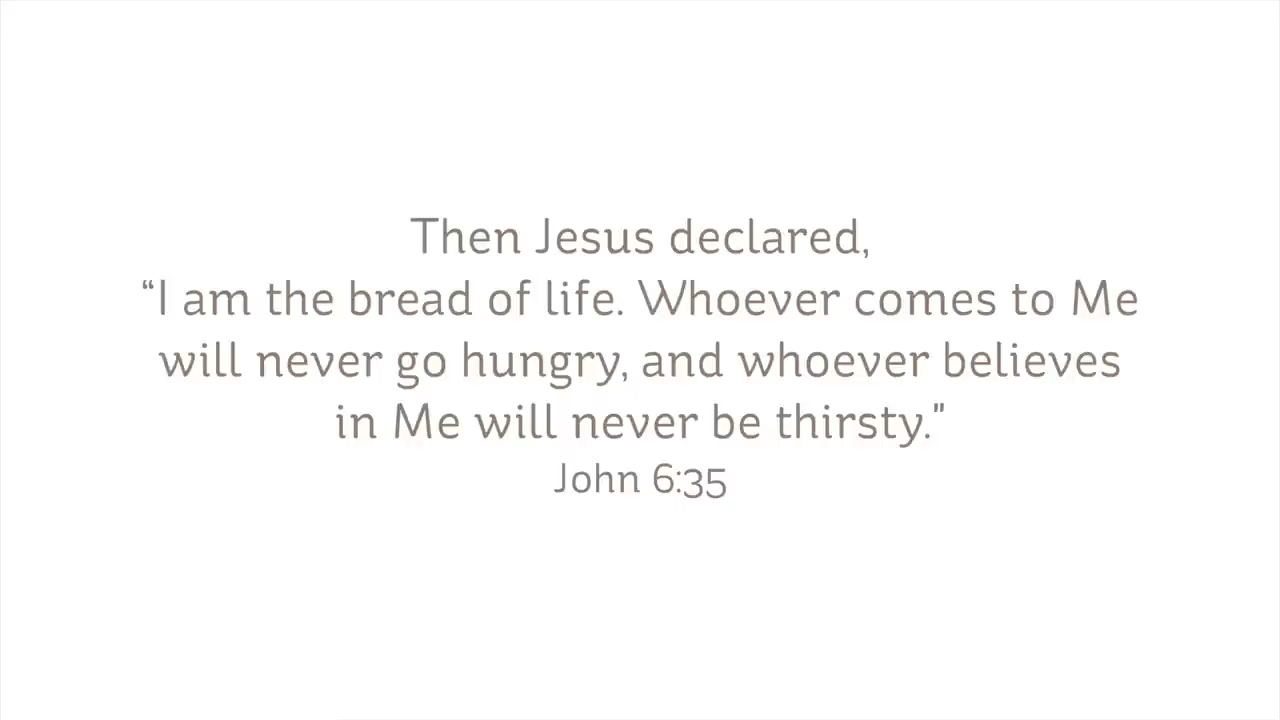 Then Jesus declared,
“I am the bread of life. Whoever comes to Me
will never go hungry, and whoever believes
in Me will never be thirsty.”
John 6:35